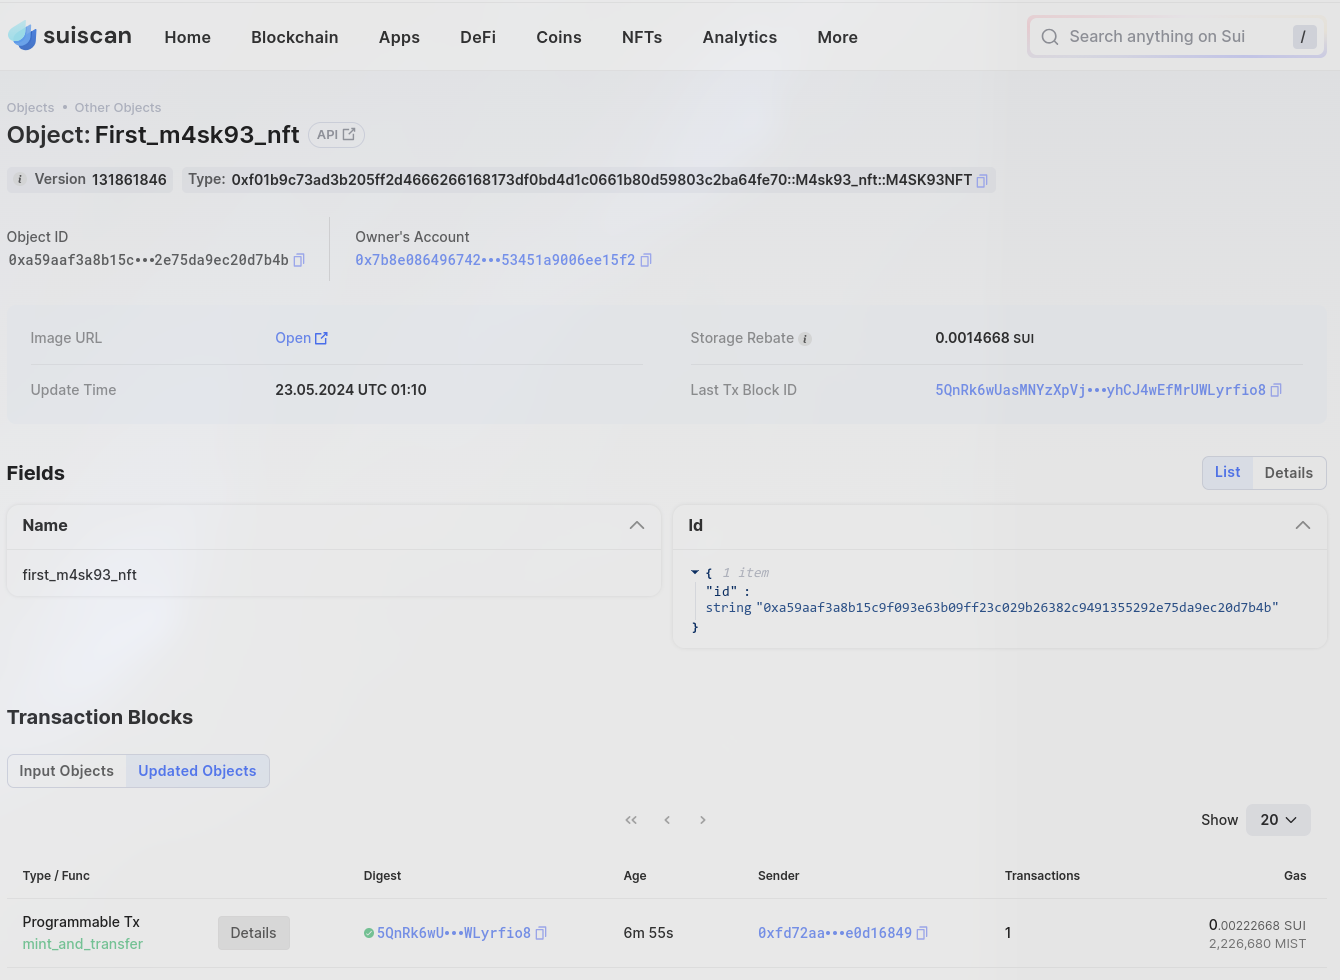 suiscan Home Blockchain Apps DeFi Coins NFTs Analytics More Search anything on Sui /
Objects • Other Objects
Object: First_m4sk93_nft API
i Version 131861846 Type: 0xf01b9c73ad3b205ff2d4666266168173df0bd4d1c0661b80d59803c2ba64fe70::M4sk93_nft::M4SK93NFT
Object ID Owner's Account
0xa59aaf3a8b15c•••2e75da9ec20d7b4b 0x7b8e086496742•••53451a9006ee15f2
Image URL Open Storage Rebate i 0.0014668 SUI
Update Time 23.05.2024 UTC 01:10 Last Tx Block ID 5QnRk6wUasMNYzXpVj•••yhCJ4wEfMrUWLyrfio8
Fields List Details
Name Id
first_m4sk93_nft
{ 1 item
"id" :
string "0xa59aaf3a8b15c9f093e63b09ff23c029b26382c9491355292e75da9ec20d7b4b"
}
Transaction Blocks
Input Objects Updated Objects
Show 20
Type / Func Digest Age Sender Transactions Gas
Programmable Tx Details 5QnRk6wU•••WLyrfio8 6m 55s 0xfd72aa•••e0d16849 1 0.00222668 SUI
mint_and_transfer 2,226,680 MIST